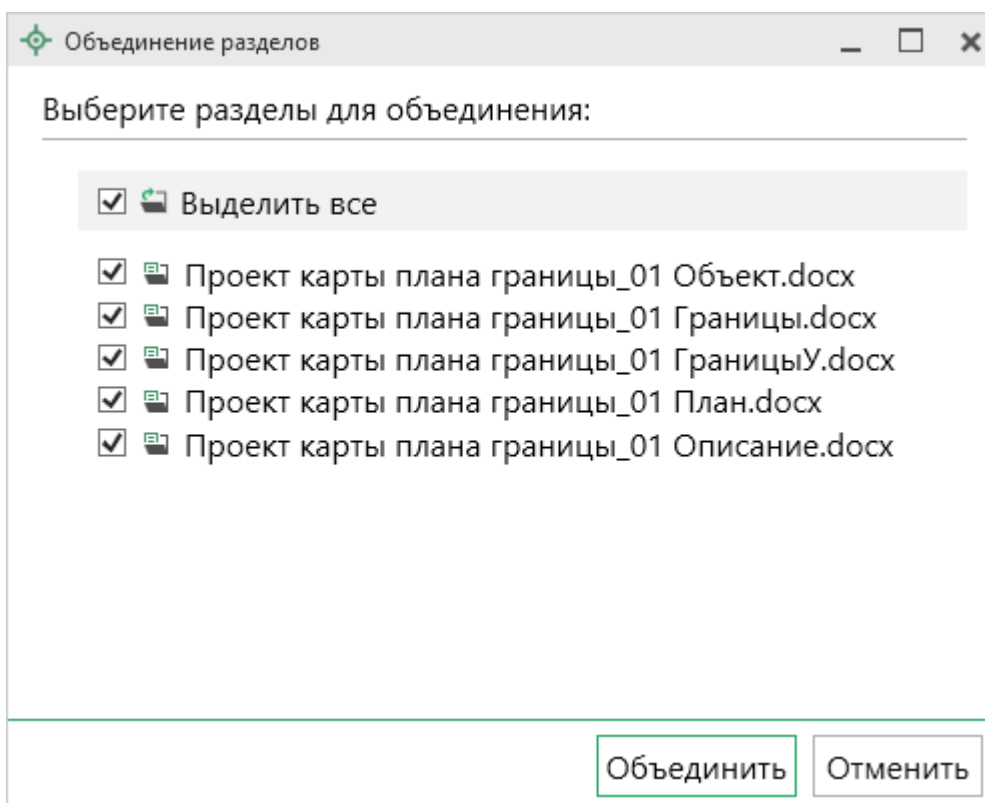 Объединение разделов
Выберите разделы для объединения:
Выделить все
Проект карты плана границы_01 Объект.docx
Проект карты плана границы_01 Границы.docx
Проект карты плана границы_01 ГраницыУ.docx
Проект карты плана границы_01 План.docx
Проект карты плана границы_01 Описание.docx
Объединить
Отменить